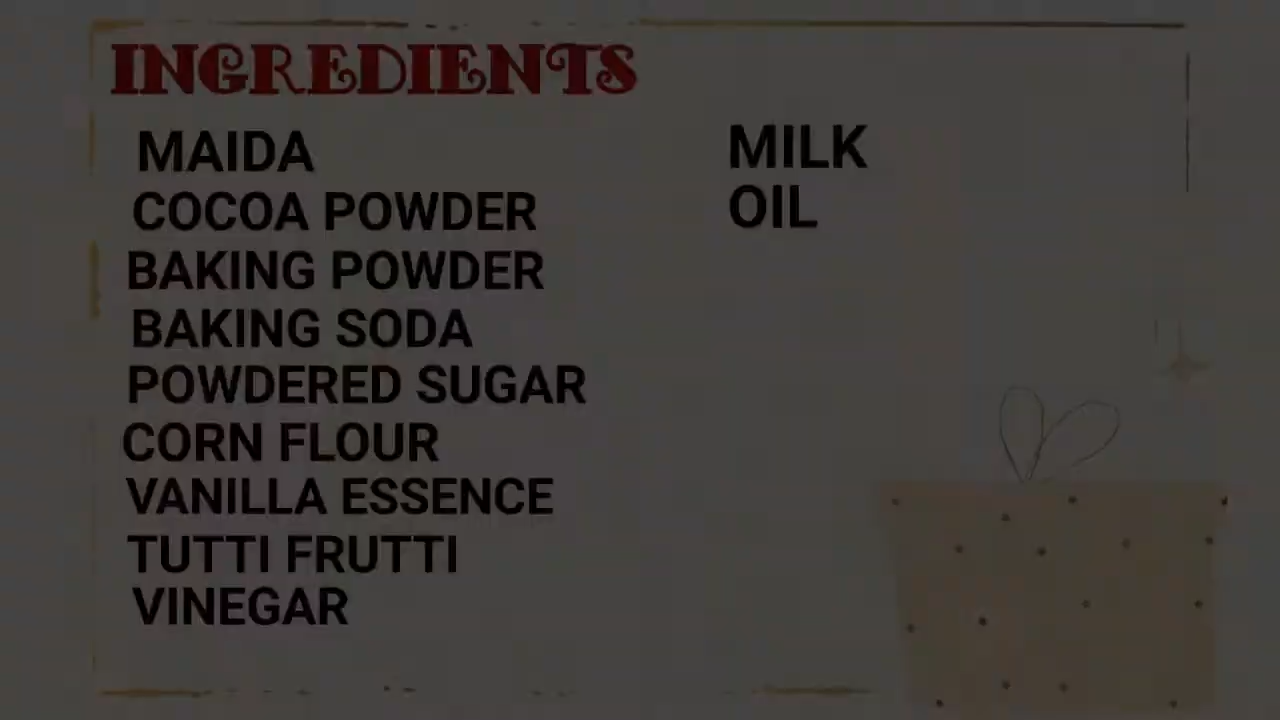 INGREDIENTS
MAIDA
COCOA POWDER
BAKING POWDER
BAKING SODA
POWDERED SUGAR
CORN FLOUR
VANILLA ESSENCE
TUTTI FRUTTI
VINEGAR
MILK
OIL